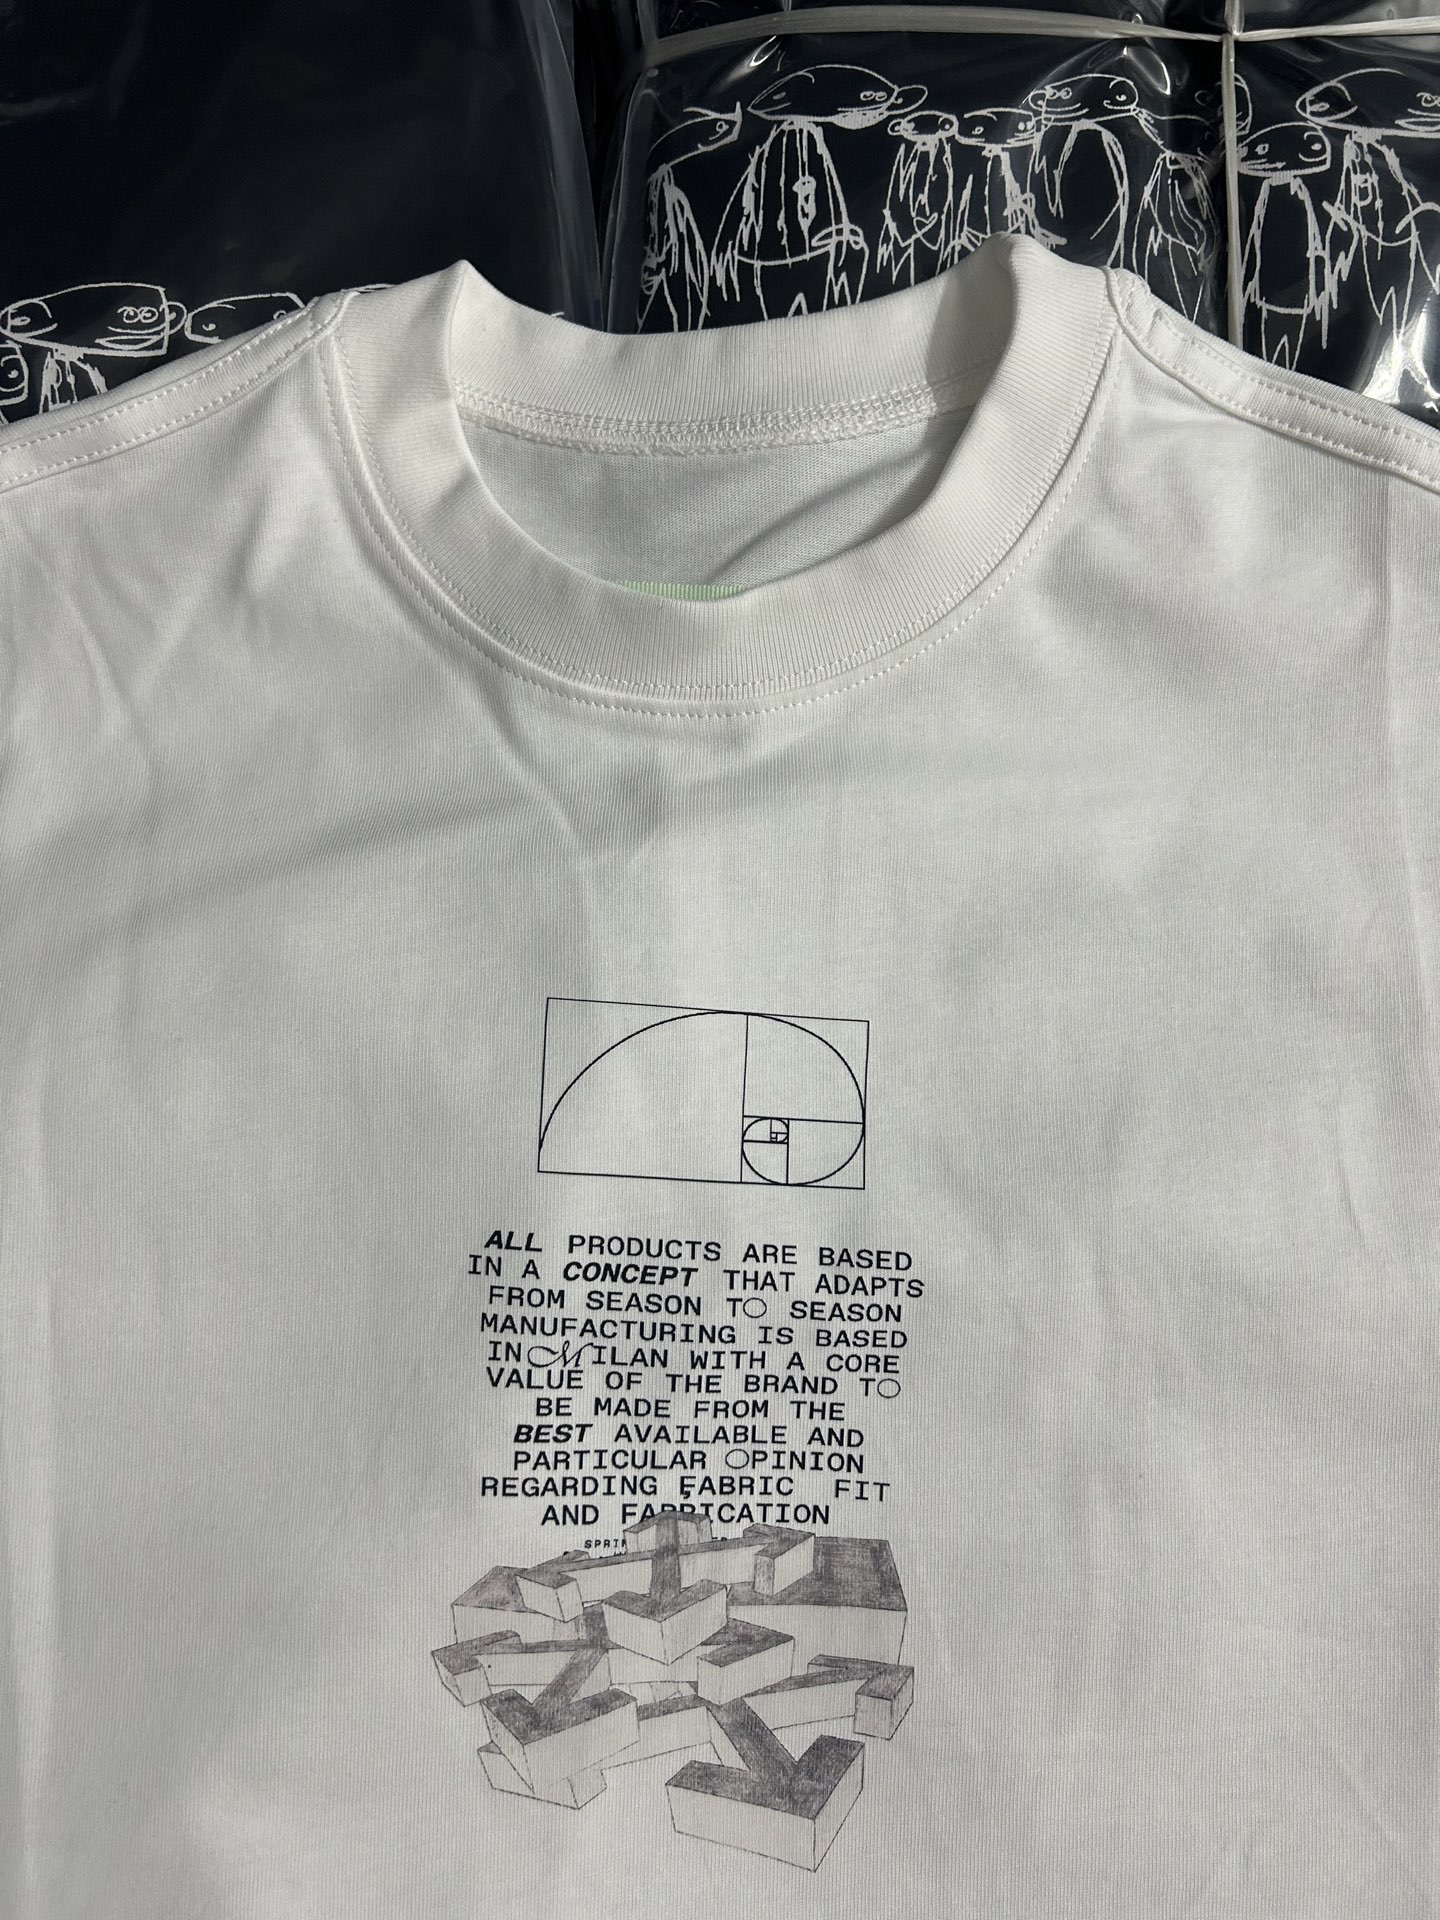 ALL PRODUCTS ARE BASED
IN A CONCEPT THAT ADAPTS
FROM SEASON TO SEASON
MANUFACTURING IS BASED
IN MILAN WITH A CORE
VALUE OF THE BRAND TO
BE MADE FROM THE
BEST AVAILABLE AND
PARTICULAR OPINION
REGARDING FABRIC FIT
AND FABRICATION